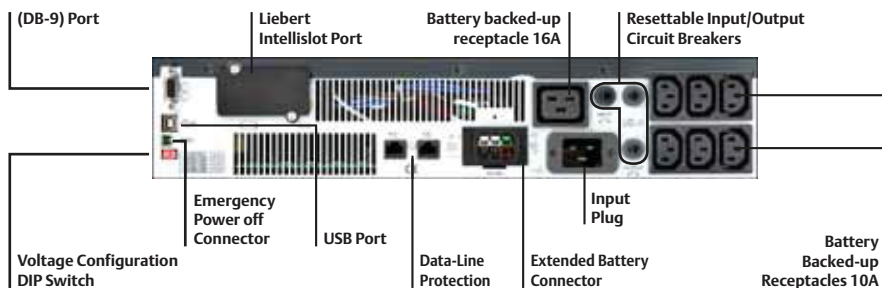 (DB-9) Port
Liebert
Intellislot Port
Battery backed-up
receptacle 16A
Resettable Input/Output
Circuit Breakers
Emergency
Power off
Connector
USB Port
Input
Plug
Voltage Configuration
DIP Switch
Data-Line
Protection
Extended Battery
Connector
Battery
Backed-up
Receptacles 10A